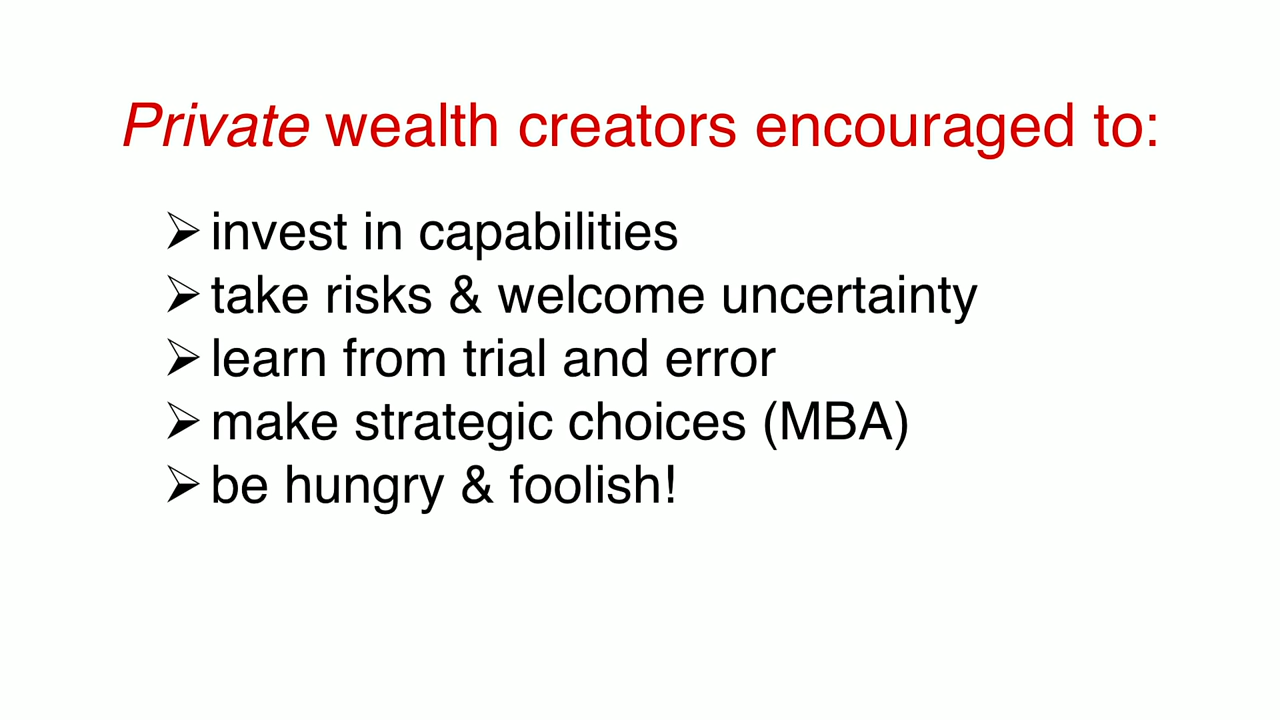 Private wealth creators encouraged to:
➢ invest in capabilities
➢ take risks & welcome uncertainty
➢ learn from trial and error
➢ make strategic choices (MBA)
➢ be hungry & foolish!